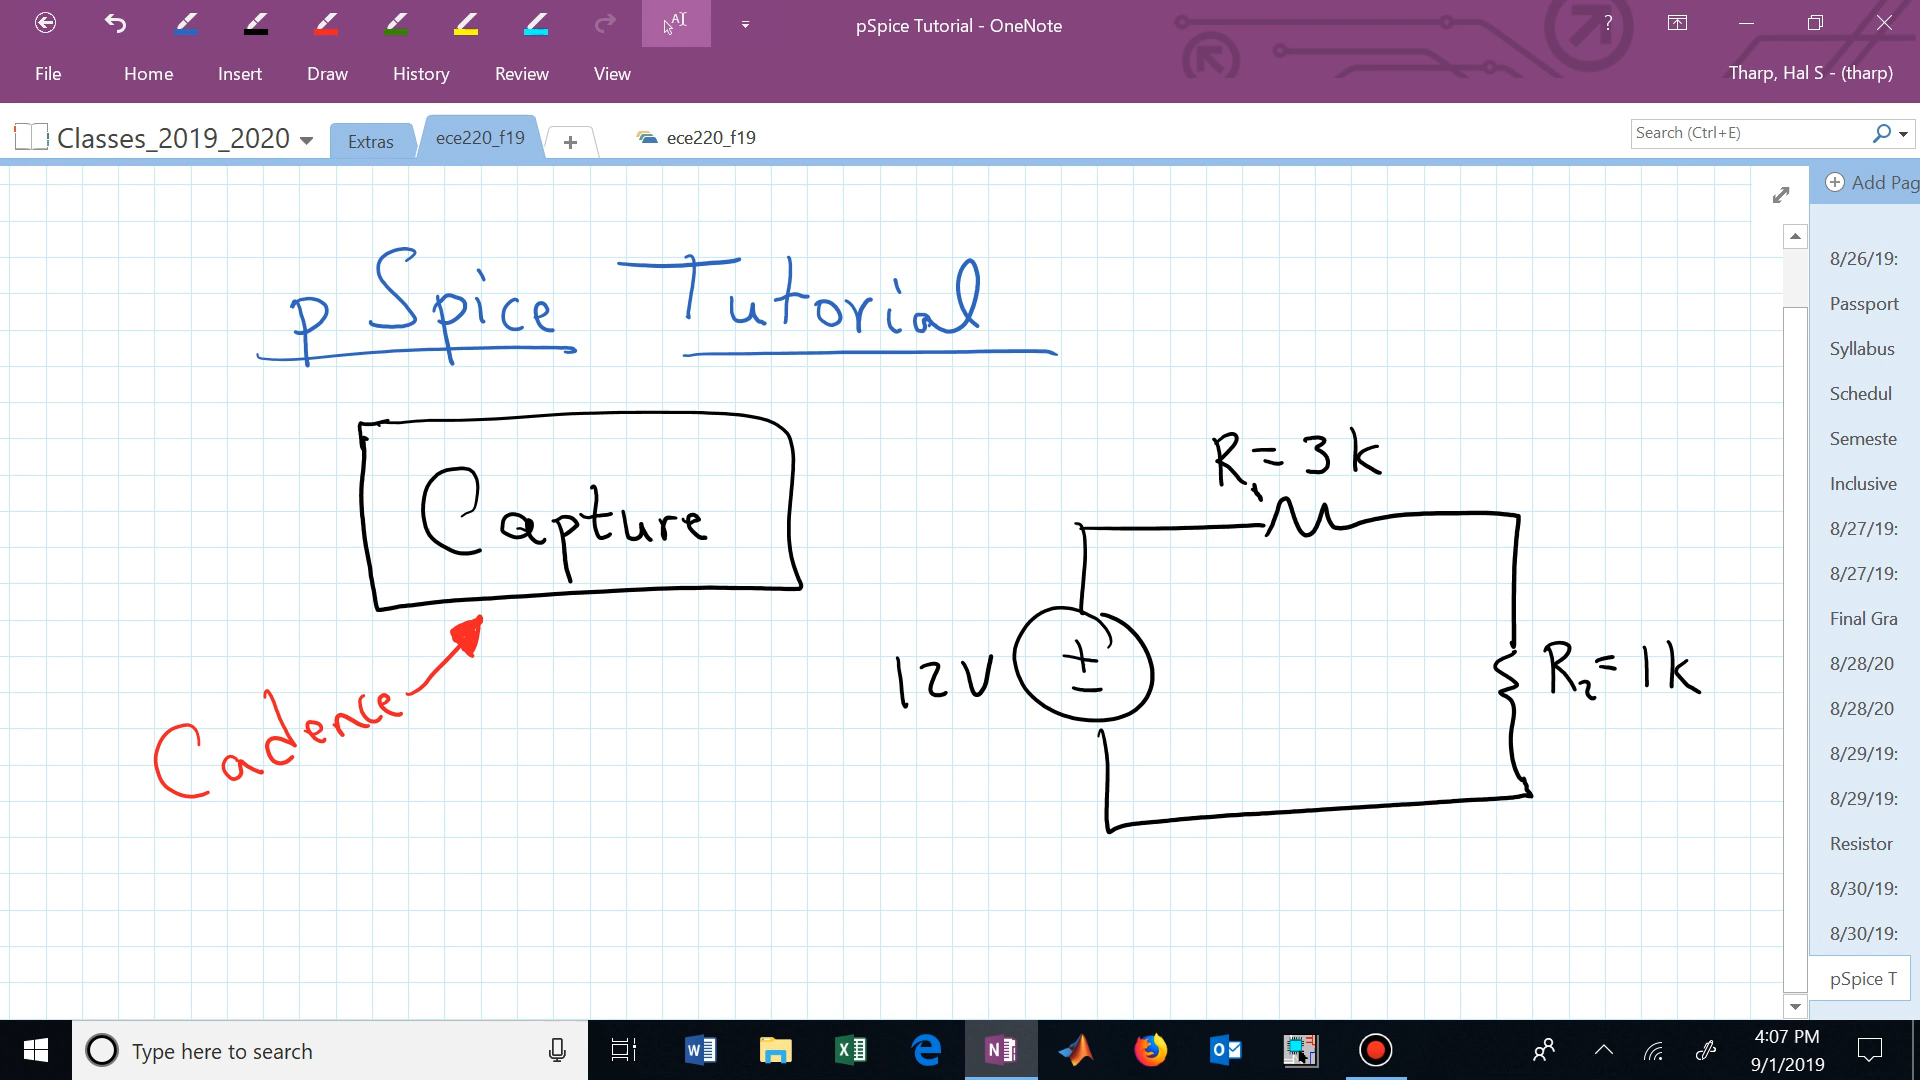 pSpice Tutorial - OneNote
?
File Home Insert Draw History Review View
Tharp, Hal S - (tharp)
Classes_2019_2020
Extras
ece220_f19
ece220_f19
Search (Ctrl+E)
Add Pag
8/26/19:
Passport
Syllabus
Schedul
Semeste
Inclusive
8/27/19:
8/27/19:
Final Gra
8/28/20
8/28/20
8/29/19:
8/29/19:
Resistor
8/30/19:
8/30/19:
pSpice T
pSpice Tutorial
Capture
Cadence
R₁ = 3k
12V
+
-
R₂ = 1k
Type here to search
4:07 PM
9/1/2019